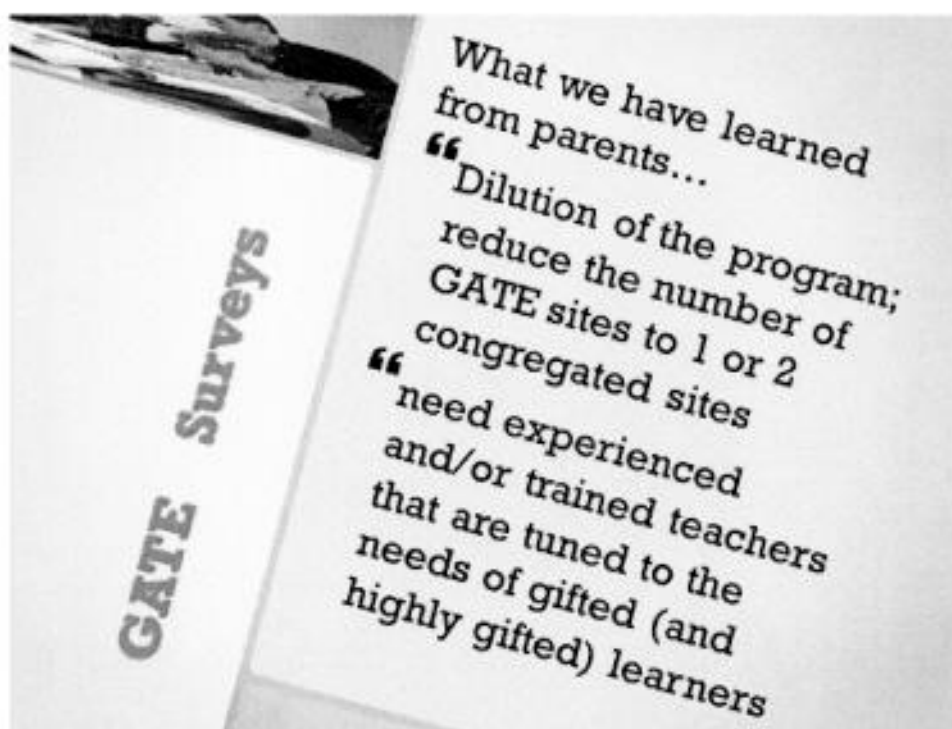 GATE Surveys
What we have learned
from parents...
“Dilution of the program;
reduce the number of
GATE sites to 1 or 2
congregated sites
“need experienced
and/or trained teachers
that are tuned to the
needs of gifted (and
highly gifted) learners